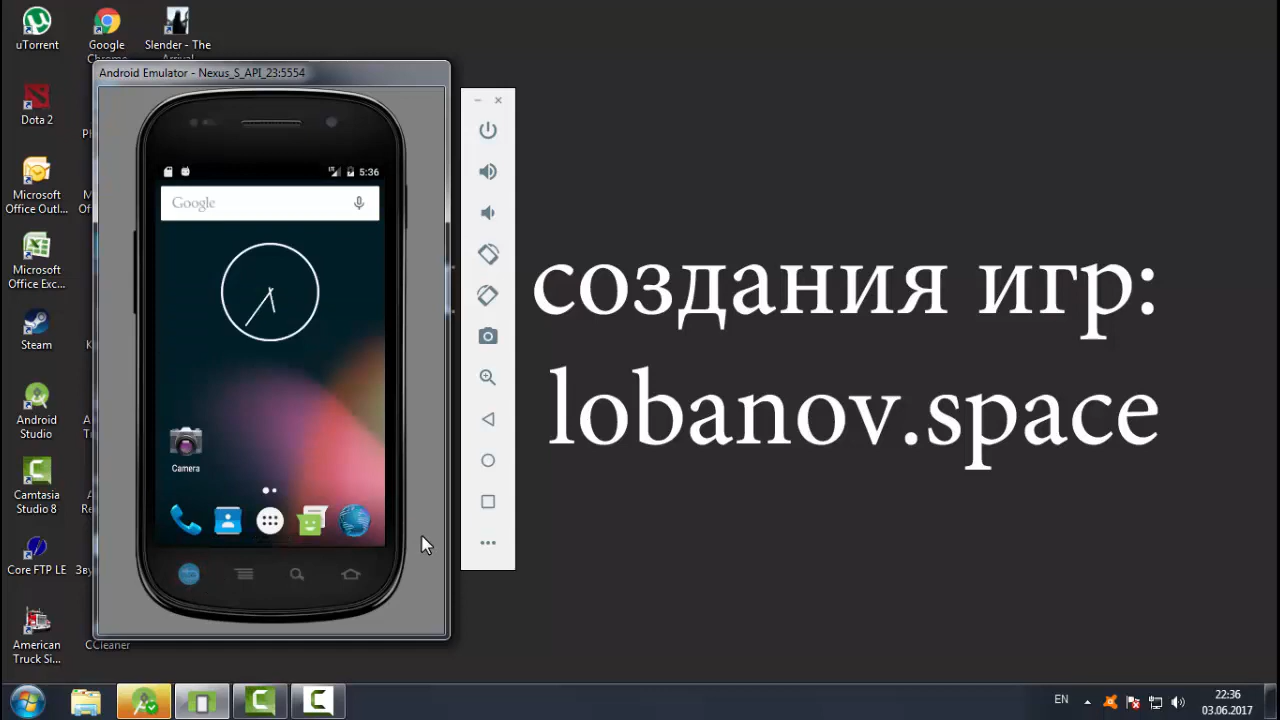 uTorrent
Google
Chrome
Slender - The
Arrival
Android Emulator - Nexus_S_API_23:5554
Dota 2
Microsoft
Office Outl...
Microsoft
Office Exc...
Steam
Android
Studio
Camtasia
Studio 8
Core FTP LE
Зву
American
Truck Si...
CCleaner
5:36
Google
Camera
создания игр:
lobanov.space
EN
22:36
03.06.2017